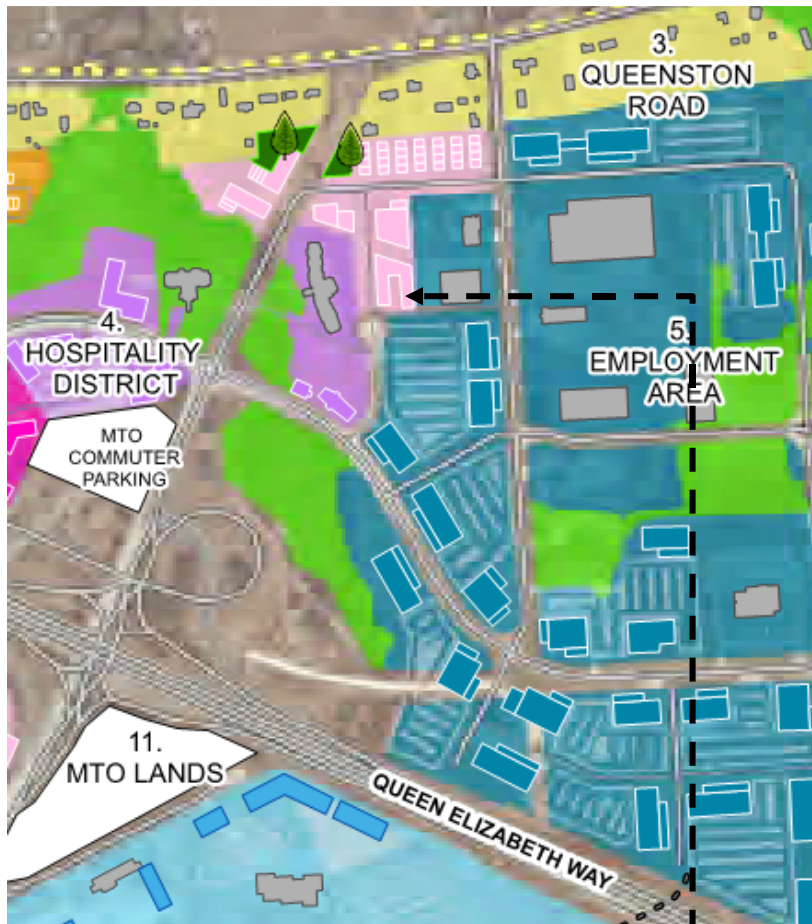 3.
QUEENSTON
ROAD
4.
HOSPITALITY
DISTRICT
5.
EMPLOYMENT
AREA
MTO
COMMUTER
PARKING
11.
MTO LANDS
QUEEN ELIZABETH WAY